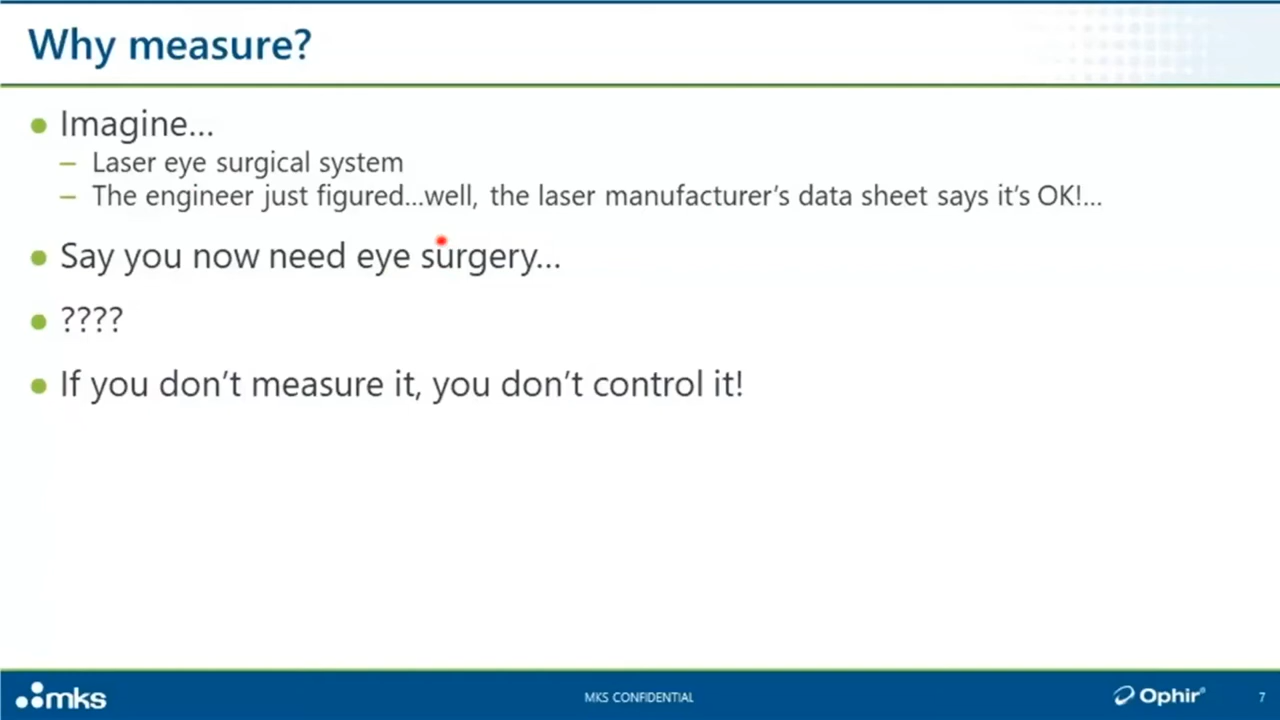 Why measure?
Imagine...
Laser eye surgical system
The engineer just figured...well, the laser manufacturer's data sheet says it's OK!...
Say you now need eye surgery...
????
If you don't measure it, you don't control it!
mks
MKS CONFIDENTIAL
Ophir®
7